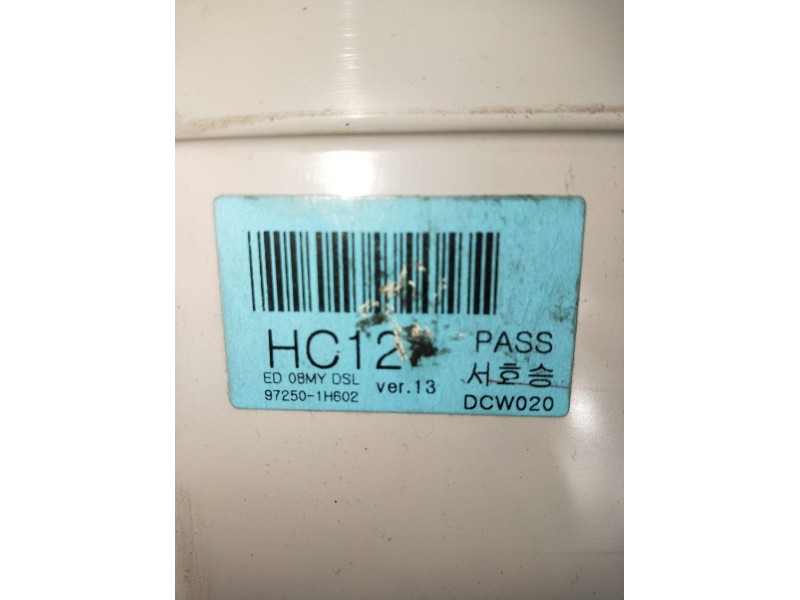 HC12
PASS
ED 08MY DSL
ver.13
서호승
97250-1H602
DCW020